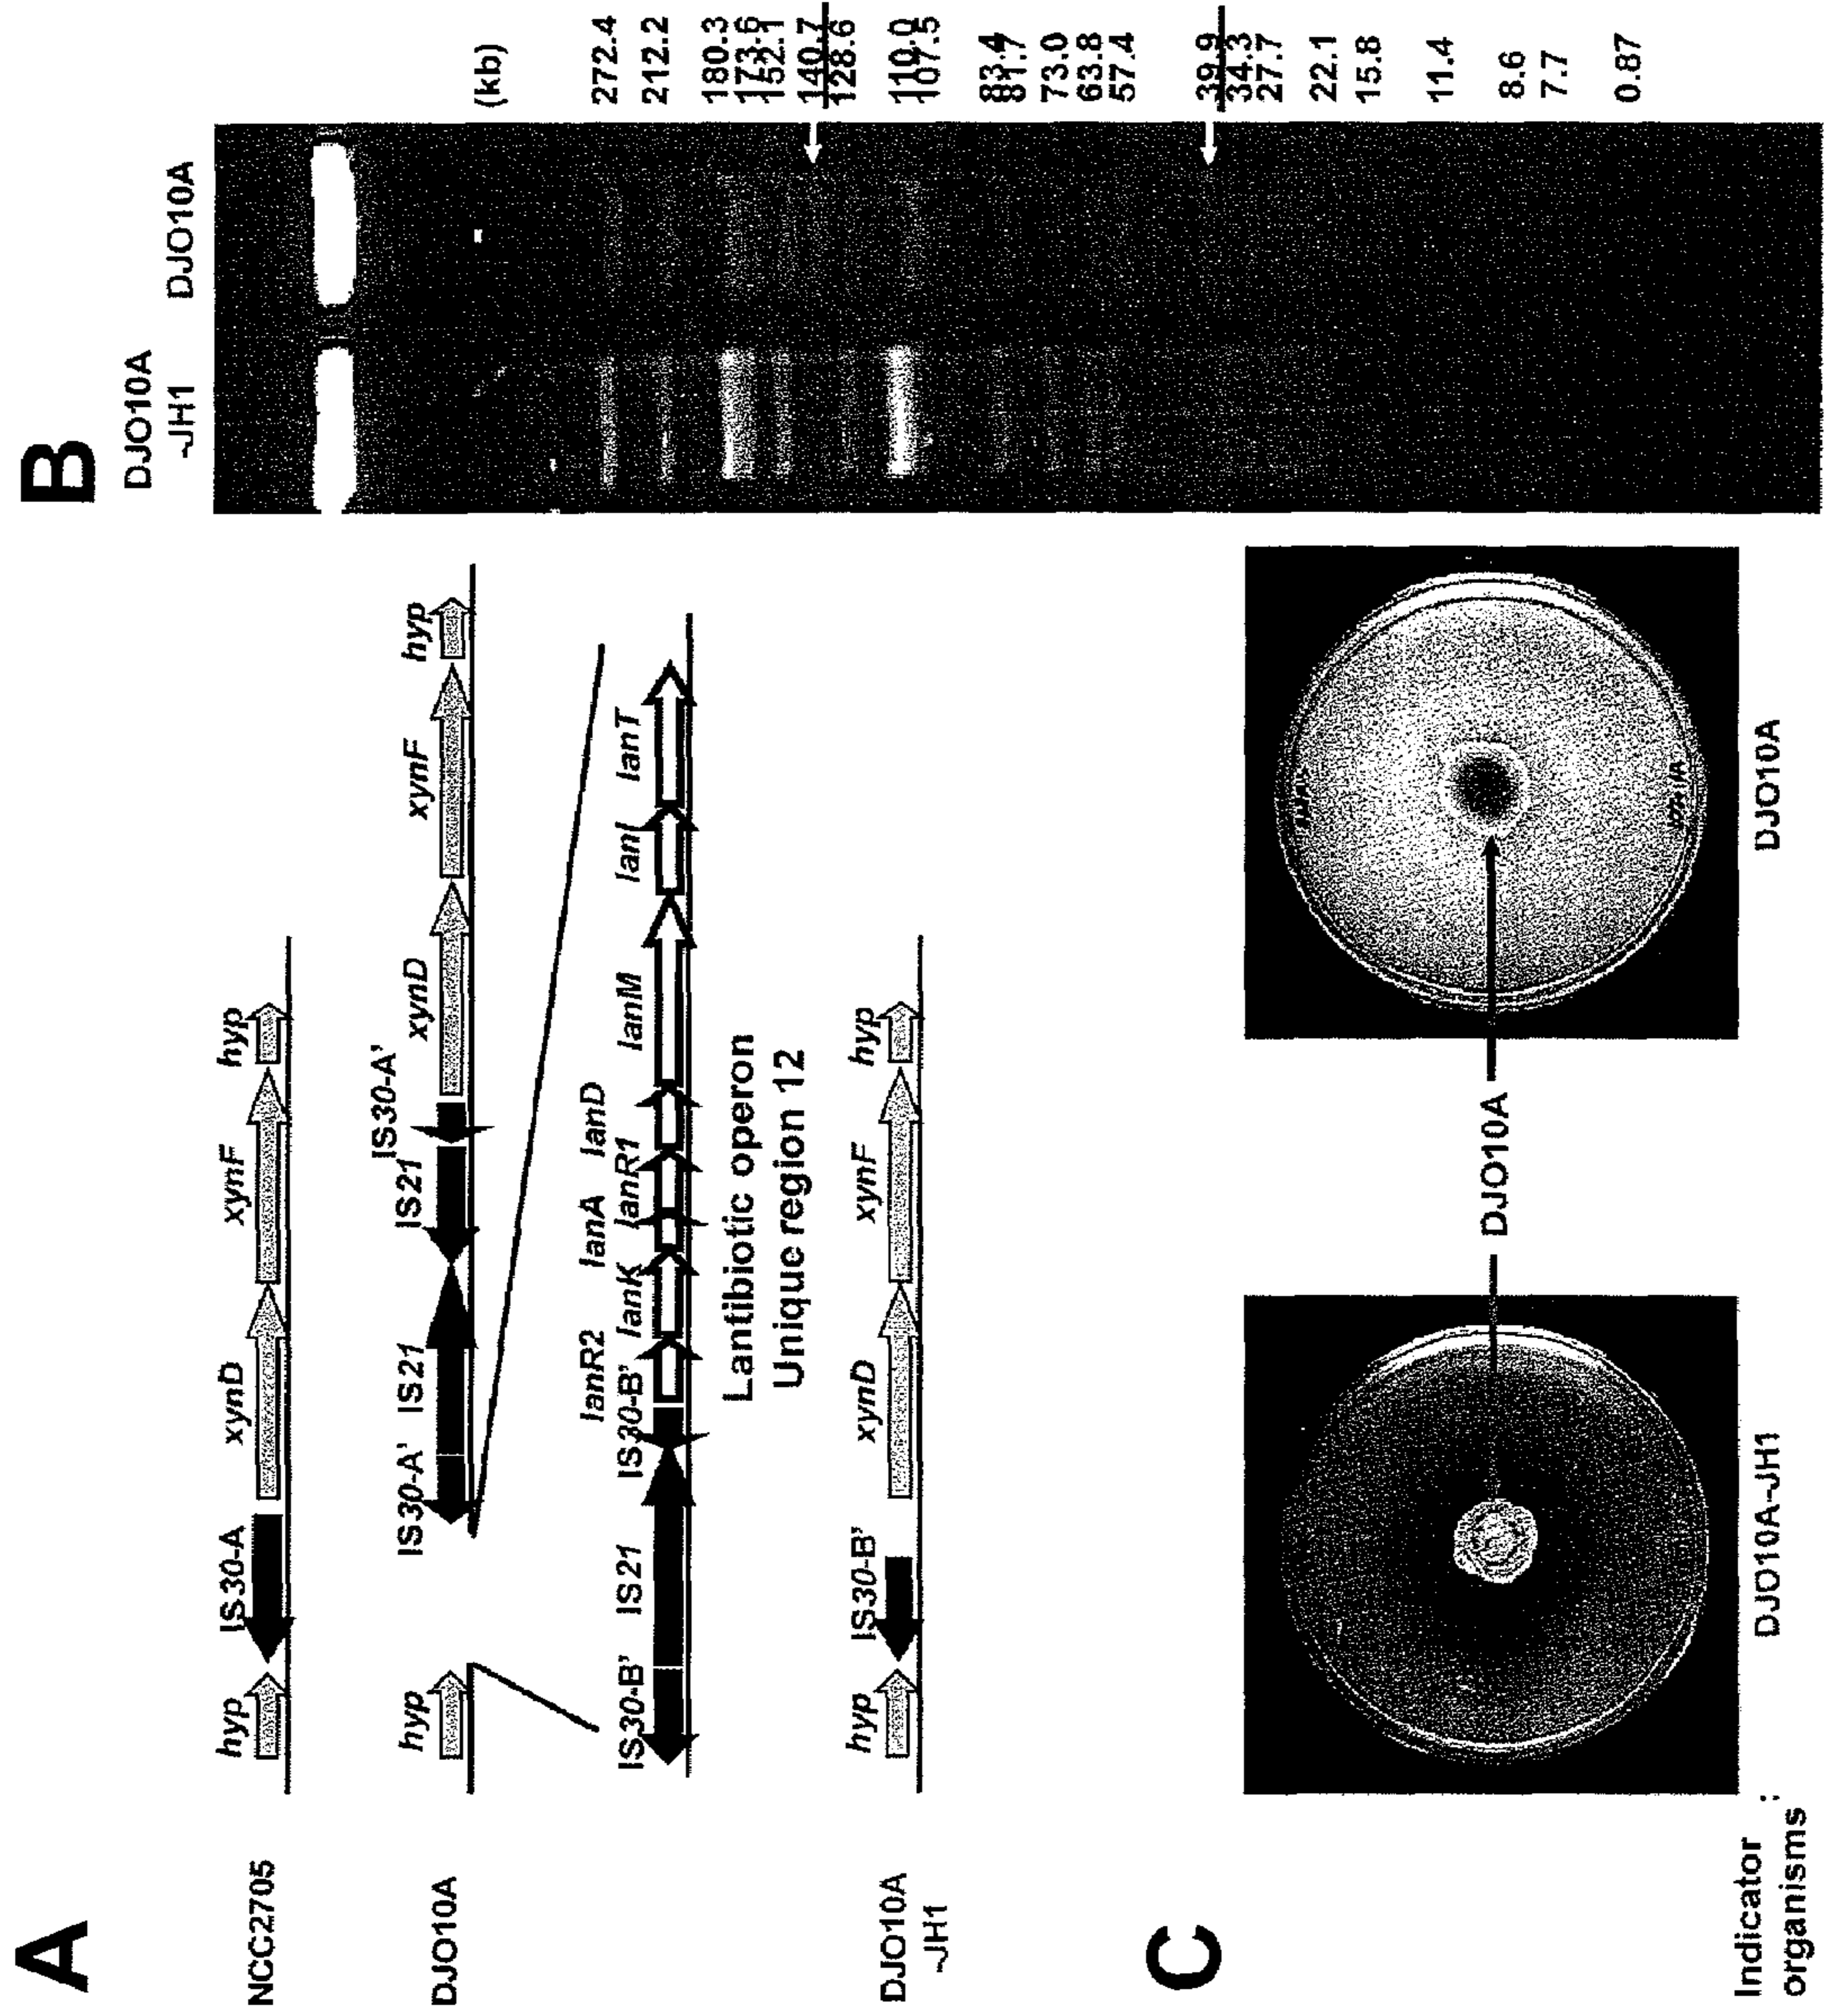 A
NCC2705
hyp IS30-A xynD xynF hyp
DJO10A
hyp IS30-A' IS21 IS21 IS30-A' xynD xynF hyp
IS30-B' IS21 IS30-B' lanR2 lanK lanA lanR1 lanD lanM lanI lanT
Lantibiotic operon
Unique region 12
DJO10A
-JH1
hyp IS30-B' xynD xynF hyp
B
DJO10A
-JH1
DJO10A
(kb)
272.4
212.2
180.3
173.6
152.1
140.7
128.6
110.0
107.5
83.4
81.7
73.0
63.8
57.4
39.9
34.3
27.7
22.1
15.8
11.4
8.6
7.7
0.87
C
DJO10A
Indicator
organisms :
DJO10A-JH1
DJO10A